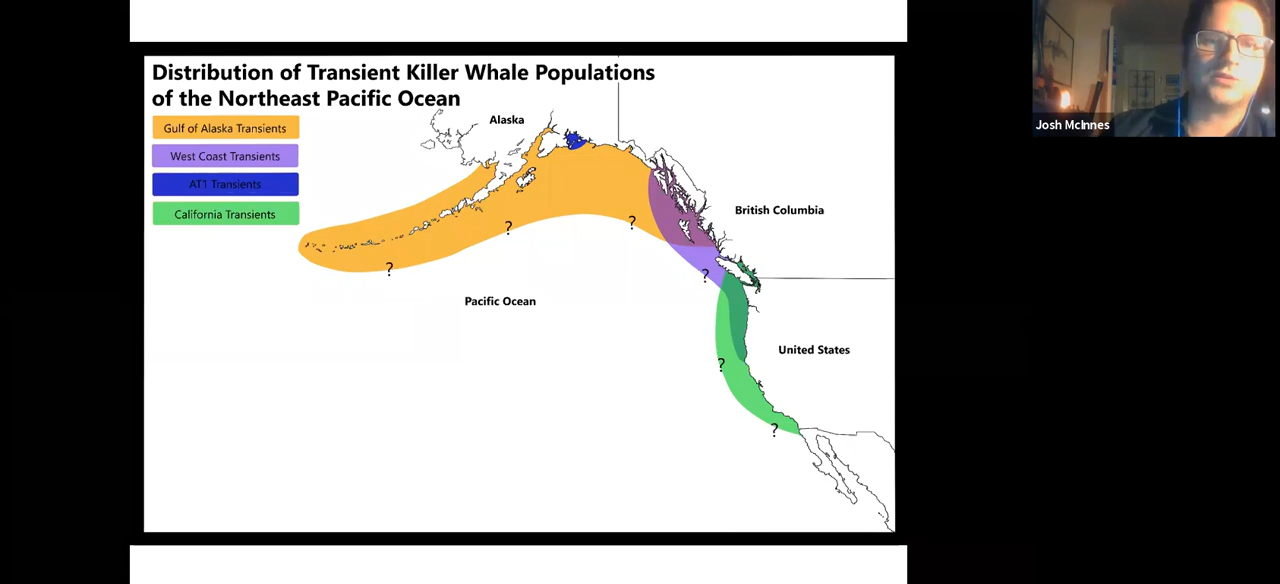 Distribution of Transient Killer Whale Populations
of the Northeast Pacific Ocean
Gulf of Alaska Transients
West Coast Transients
AT1 Transients
California Transients
Alaska
British Columbia
Pacific Ocean
United States
?
?
?
?
?
?
Josh McInnes